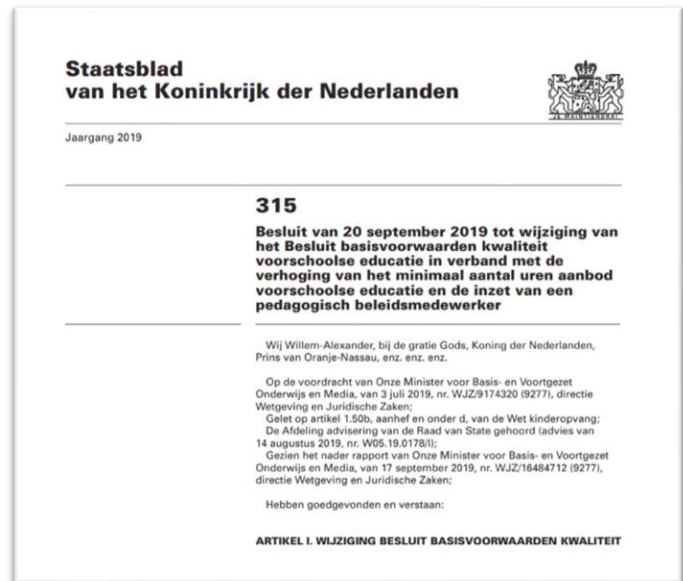 Staatsblad
van het Koninkrijk der Nederlanden
JE MAINTIENDRAI
Jaargang 2019
315
Besluit van 20 september 2019 tot wijziging van
het Besluit basisvoorwaarden kwaliteit
voorschoolse educatie in verband met de
verhoging van het minimaal aantal uren aanbod
voorschoolse educatie en de inzet van een
pedagogisch beleidsmedewerker
Wij Willem-Alexander, bij de gratie Gods, Koning der Nederlanden,
Prins van Oranje-Nassau, enz. enz. enz.
Op de voordracht van Onze Minister voor Basis- en Voortgezet
Onderwijs en Media, van 3 juli 2019, nr. WJZ/9174320 (9277), directie
Wetgeving en Juridische Zaken;
Gelet op artikel 1.50b, aanhef en onder d, van de Wet kinderopvang;
De Afdeling advisering van de Raad van State gehoord (advies van
14 augustus 2019, nr. W05.19.0178/I);
Gezien het nader rapport van Onze Minister voor Basis- en Voortgezet
Onderwijs en Media, van 17 september 2019, nr. WJZ/16484712 (9277),
directie Wetgeving en Juridische Zaken;
Hebben goedgevonden en verstaan:
ARTIKEL I. WIJZIGING BESLUIT BASISVOORWAARDEN KWALITEIT